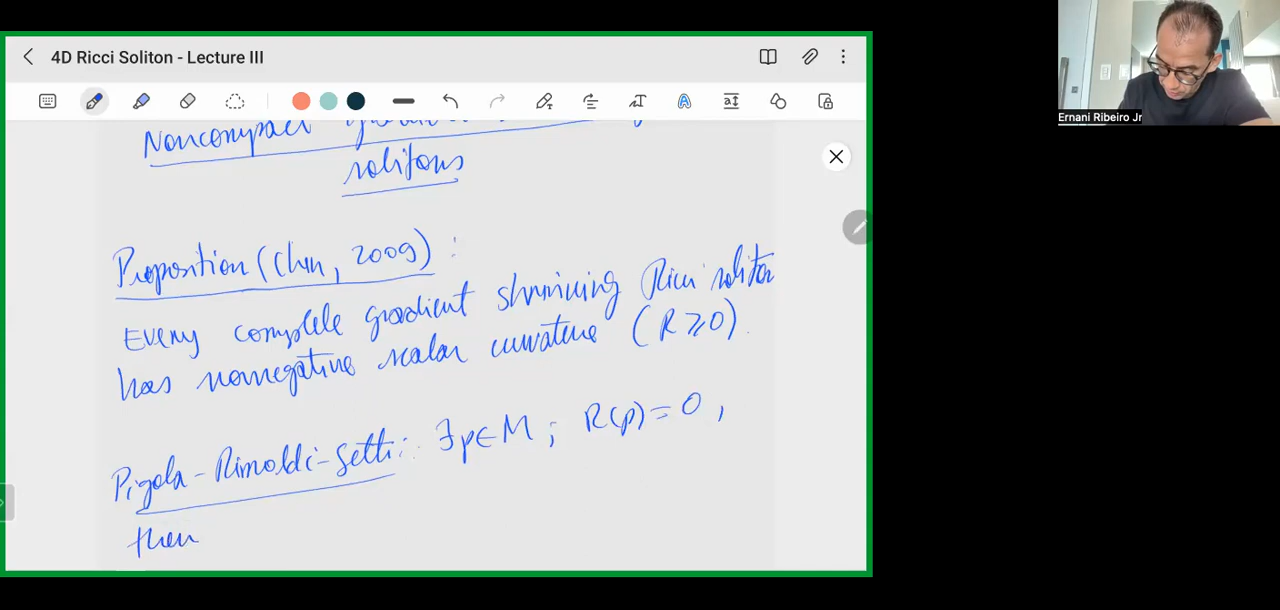 4D Ricci Soliton - Lecture III
Noncompact
solitons
Proposition (Chen, 2009) :
Every complete gradient shrinking Ricci soliton
has nonnegative scalar curvature (R ≥ 0).
Pigola-Rimoldi-Setti: ∃ p ∈ M ; R(p) = 0 ,
then
Ernani Ribeiro Jr